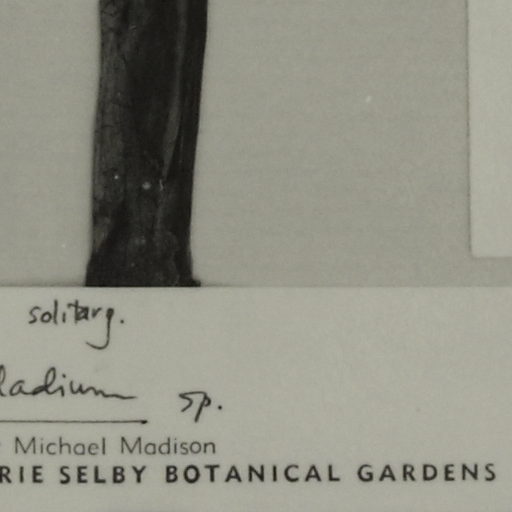 solitary.
ladium sp.
Michael Madison
RIE SELBY BOTANICAL GARDENS